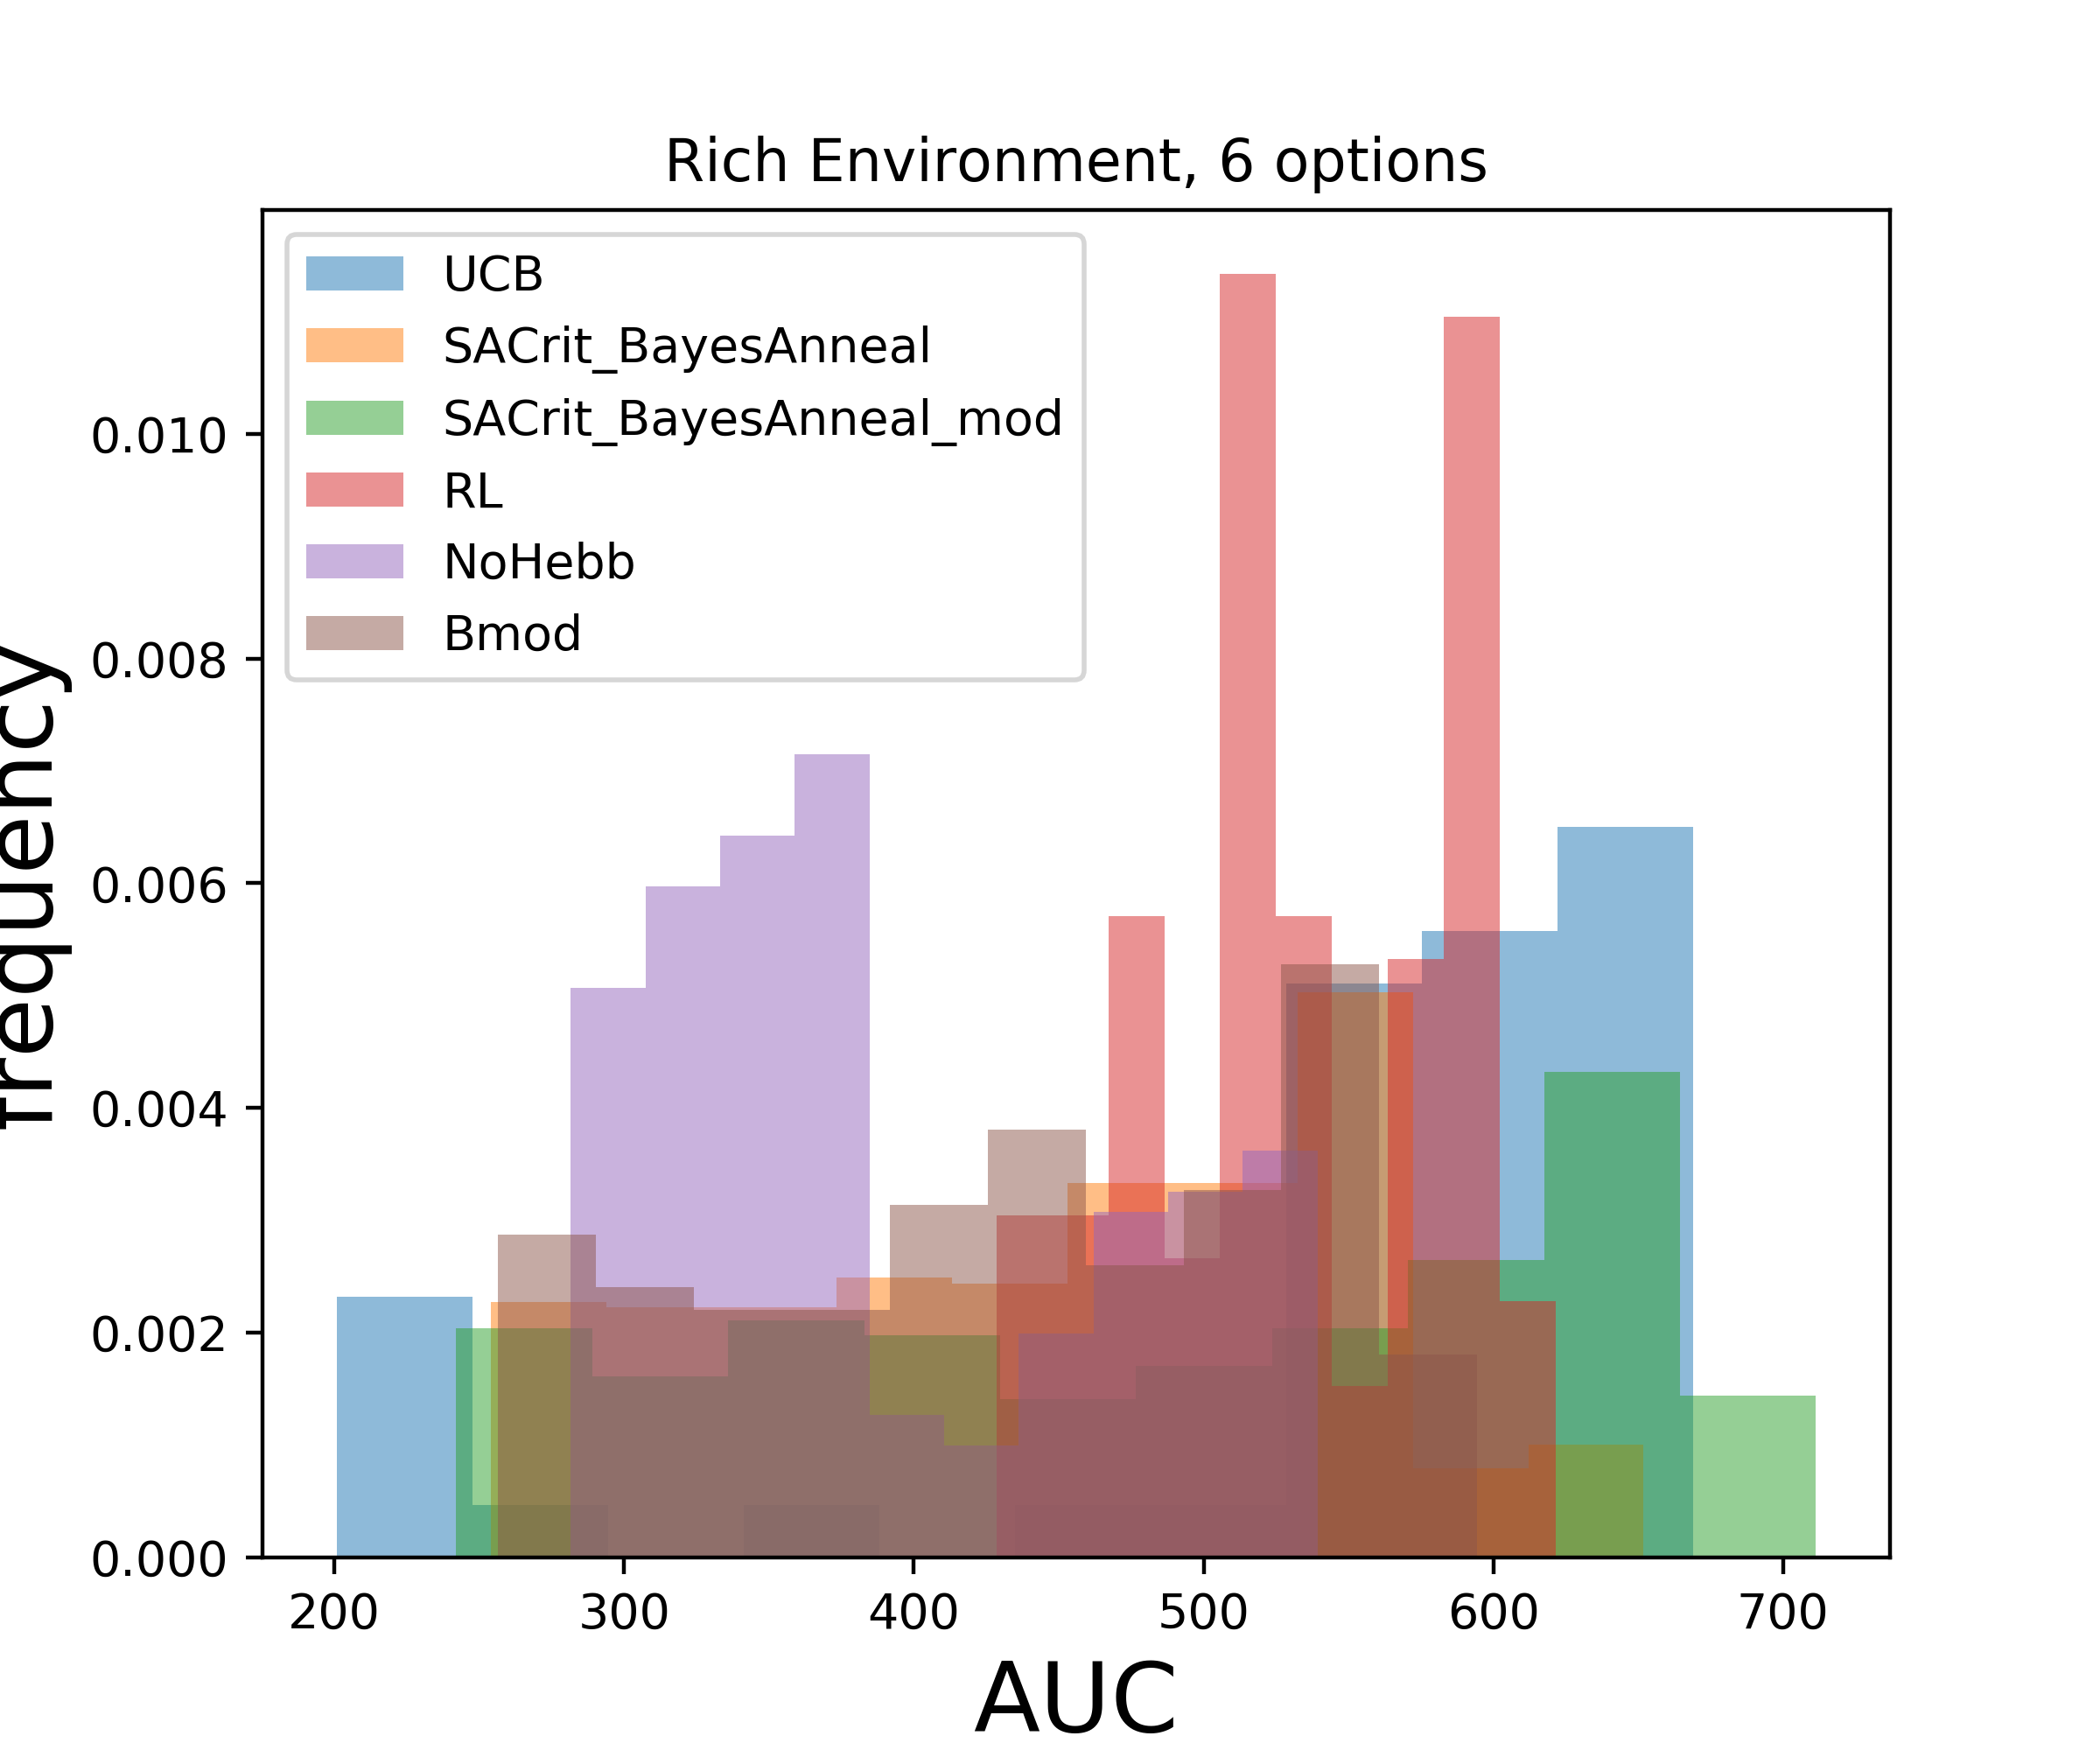 Rich Environment, 6 options
UCB
SACrit_BayesAnneal
SACrit_BayesAnneal_mod
RL
NoHebb
Bmod
0.010
0.008
0.006
0.004
0.002
0.000
frequency
200 300 400 500 600 700
AUC